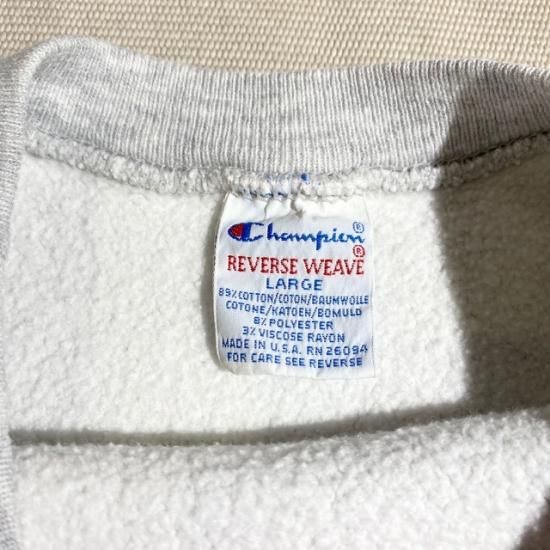 Champion®
REVERSE WEAVE®
LARGE
89% COTTON/COTON/BAUMWOLLE
COTONE/KATOEN/BOMULD
8% POLYESTER
3% VISCOSE RAYON
MADE IN U.S.A. RN 26094
FOR CARE SEE REVERSE